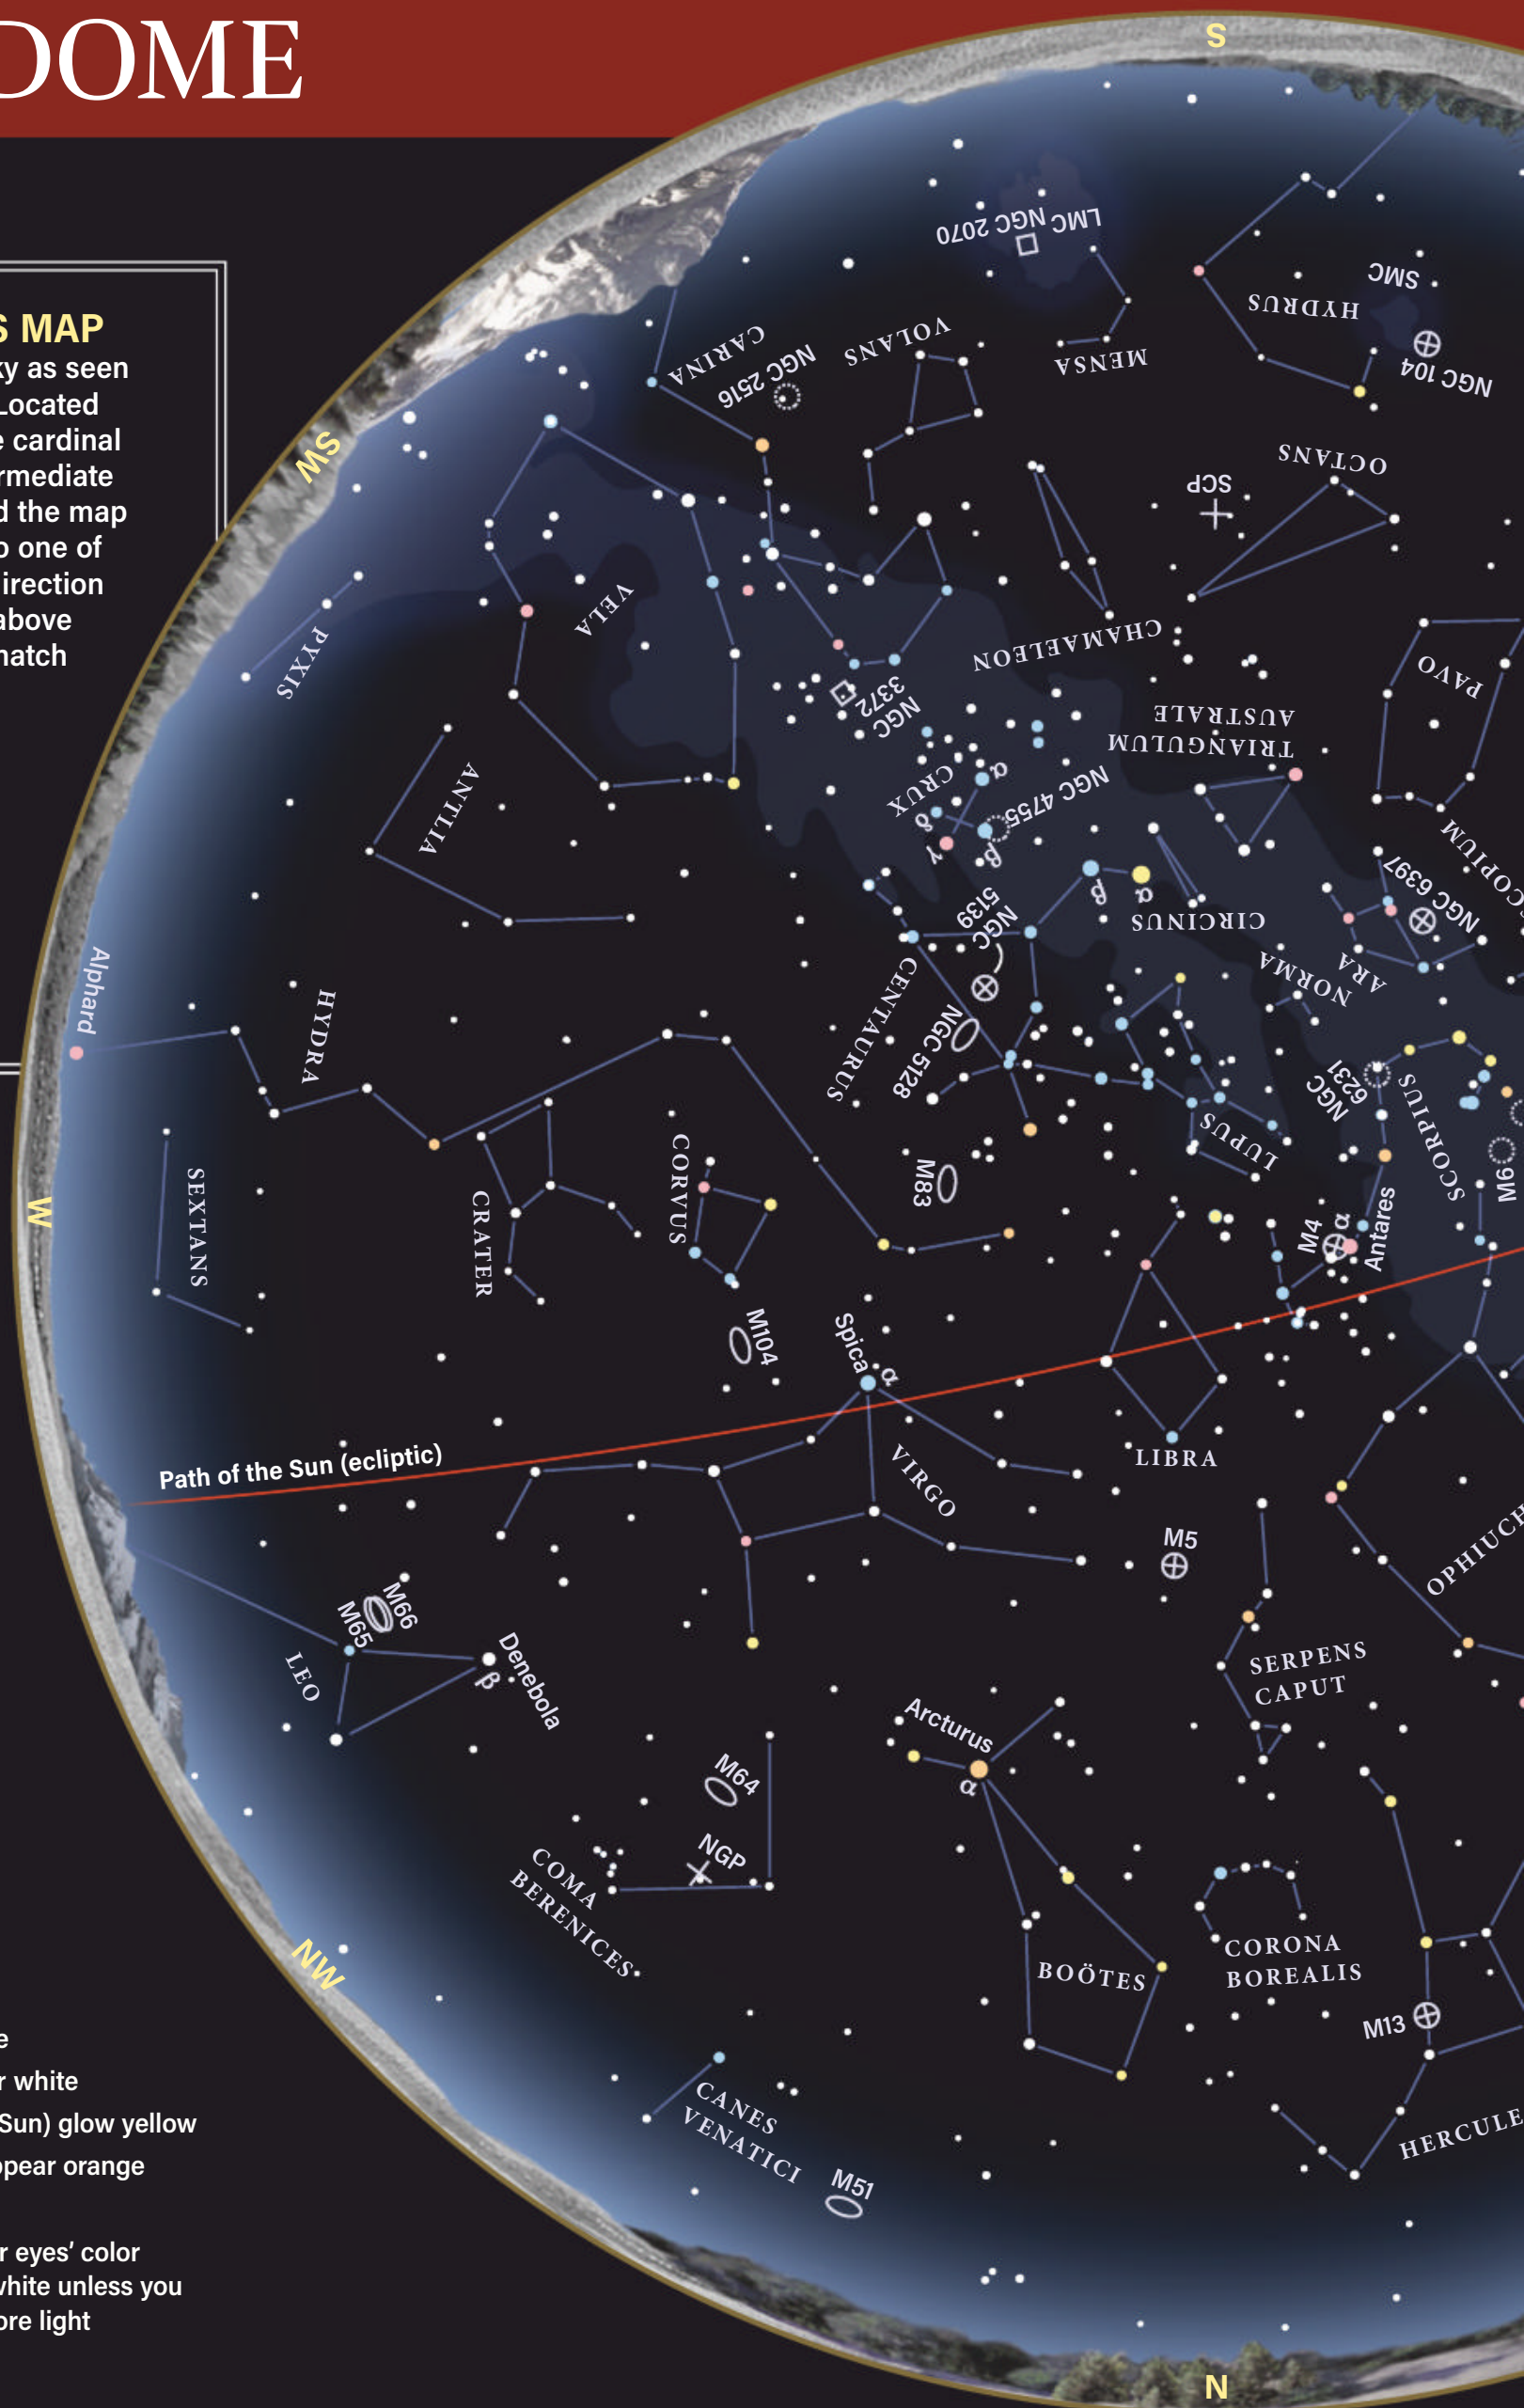 DOME
S
S MAP
ky as seen
Located
e cardinal
ermediate
d the map
o one of
direction
above
match
SW
LMC
NGC 2070
SMC
HYDRUS
NGC 104
CARINA
NGC 2516
VOLANS
MENSA
OCTANS
SCP
VELA
PYXIS
CHAMAELEON
PAVO
NGC
3372
TRIANGULUM
AUSTRALE
ANTLIA
CRUX
α
β
γ
δ
NGC 4755
β
α
CIRCINUS
NGC 6397
NORMA
ARA
Alphard
HYDRA
NGC
5139
CENTAURUS
NGC 5128
NGC
6231
SCORPIUS
M6
LUPUS
W
SEXTANS
CRATER
CORVUS
M83
M4
α
Antares
M104
Spica
α
Path of the Sun (ecliptic)
VIRGO
LIBRA
M5
OPHIUCH
M66
M65
LEO
Denebola
β
SERPENS
CAPUT
Arcturus
α
M64
NGP
COMA
BERENICES
NW
BOÖTES
CORONA
BOREALIS
M13
e
r white
CANES
VENATICI
Sun) glow yellow
HERCULE
ppear orange
M51
r eyes' color
white unless you
ore light
N